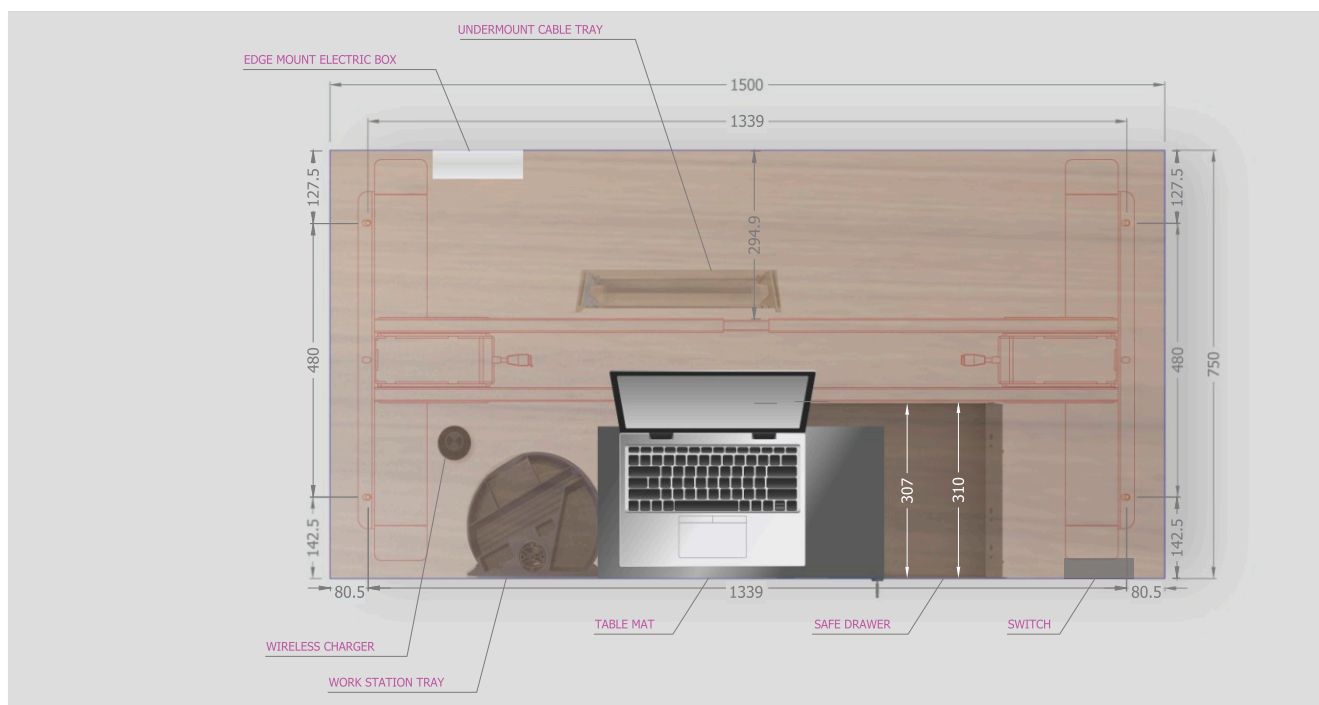 UNDERMOUNT CABLE TRAY
EDGE MOUNT ELECTRIC BOX
1500
1339
127.5
127.5
294.9
480
480
750
307
310
142.5
142.5
80.5
1339
80.5
TABLE MAT
SAFE DRAWER
SWITCH
WIRELESS CHARGER
WORK STATION TRAY